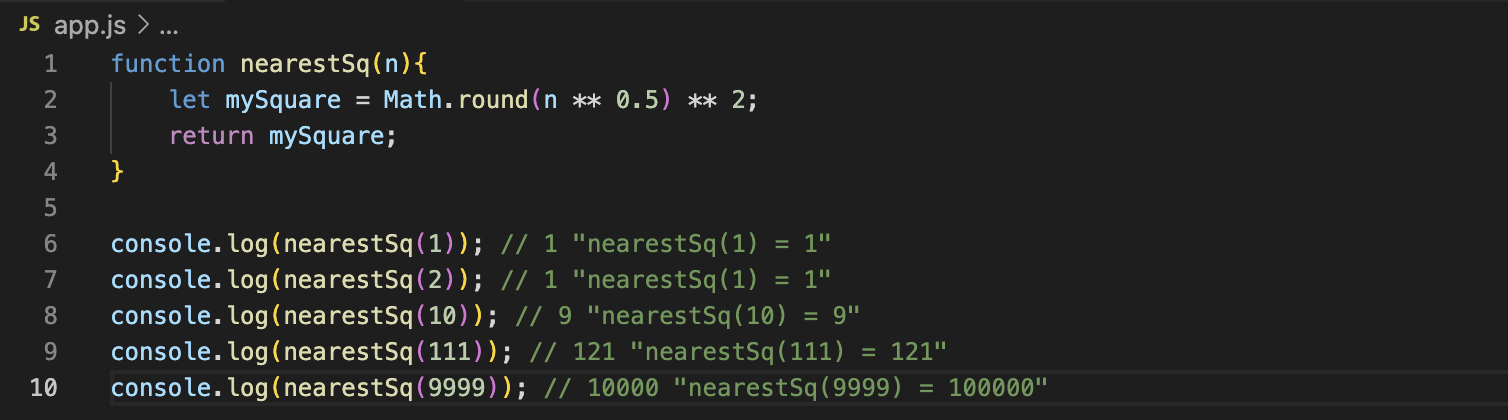 JS app.js > ...
1 function nearestSq(n){
2 let mySquare = Math.round(n ** 0.5) ** 2;
3 return mySquare;
4 }
5
6 console.log(nearestSq(1)); // 1 "nearestSq(1) = 1"
7 console.log(nearestSq(2)); // 1 "nearestSq(1) = 1"
8 console.log(nearestSq(10)); // 9 "nearestSq(10) = 9"
9 console.log(nearestSq(111)); // 121 "nearestSq(111) = 121"
10 console.log(nearestSq(9999)); // 10000 "nearestSq(9999) = 100000"